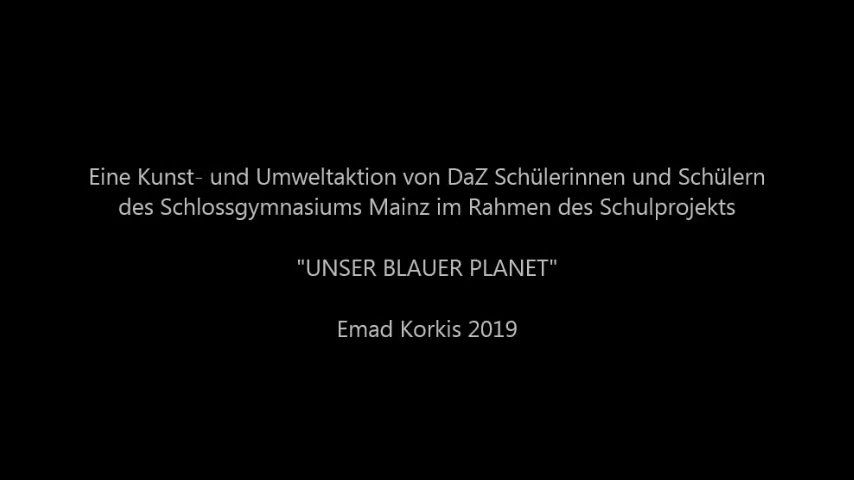 Eine Kunst- und Umweltaktion von DaZ Schülerinnen und Schülern
des Schlossgymnasiums Mainz im Rahmen des Schulprojekts
"UNSER BLAUER PLANET"
Emad Korkis 2019